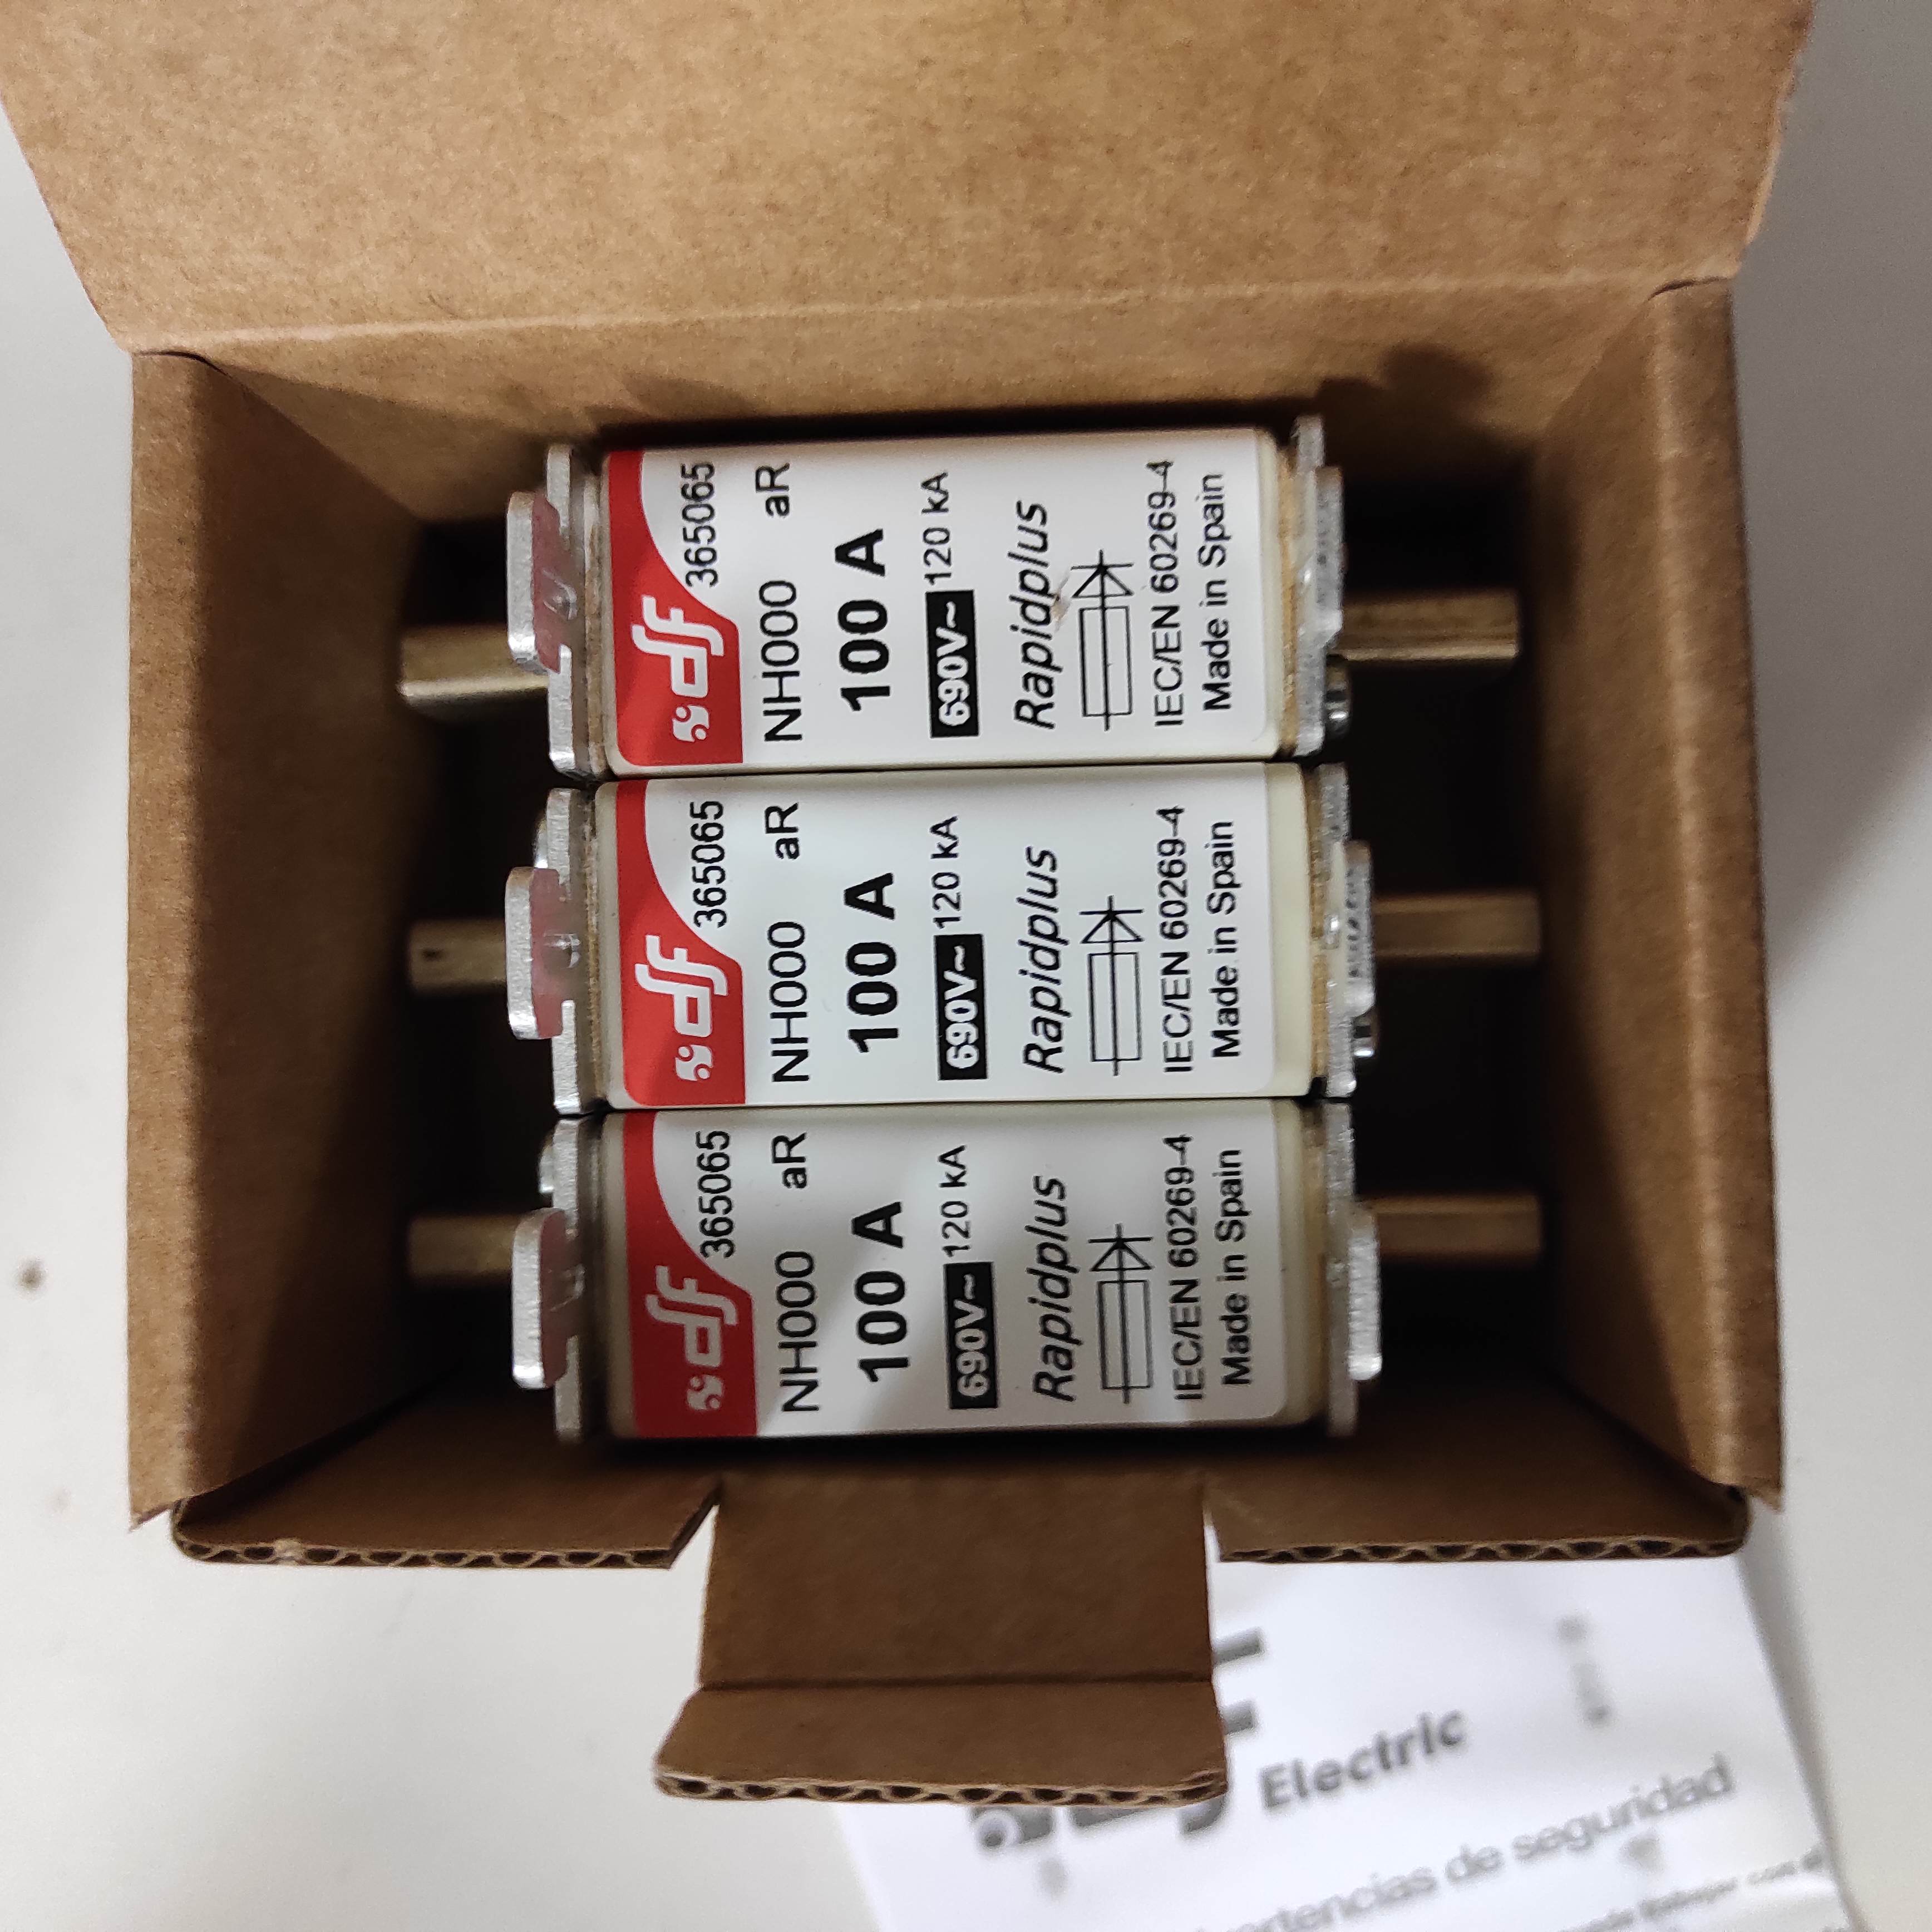 df
365065
NH000 aR
100 A
690V~ 120 kA
Rapidplus
IEC/EN 60269-4
Made in Spain
df
365065
NH000 aR
100 A
690V~ 120 kA
Rapidplus
IEC/EN 60269-4
Made in Spain
df
365065
NH000 aR
100 A
690V~ 120 kA
Rapidplus
IEC/EN 60269-4
Made in Spain
Electric
de seguridad